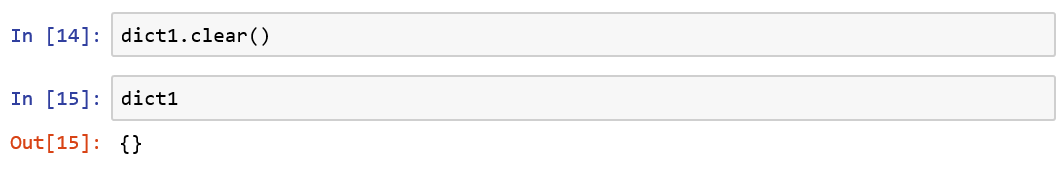 In [14]: dict1.clear()
In [15]: dict1
Out[15]: {}